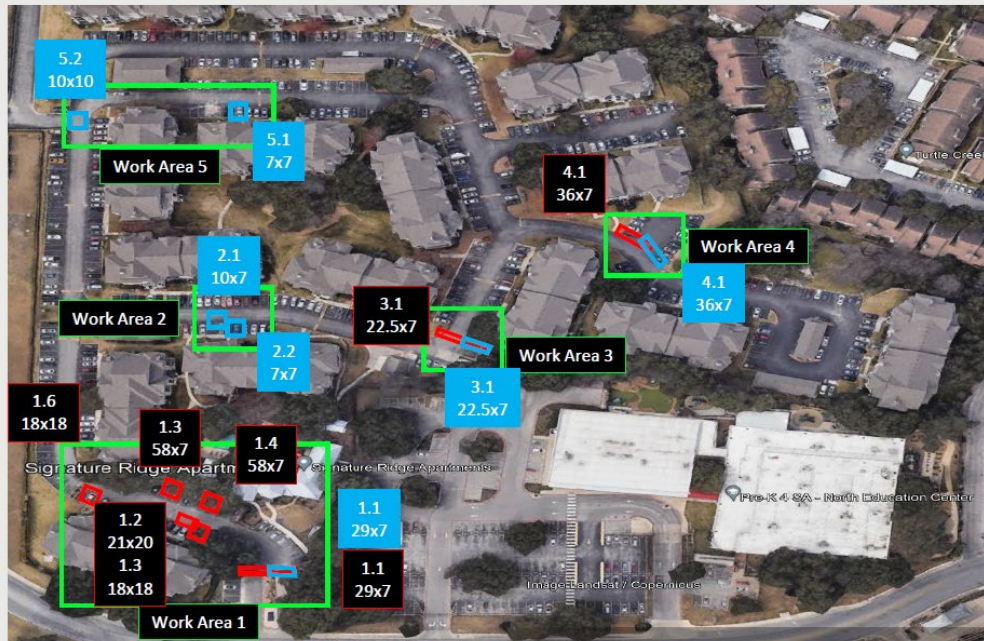 5.2
10x10
5.1
7x7
Work Area 5
Turtle Creek
4.1
36x7
Work Area 4
4.1
36x7
2.1
10x7
Work Area 2
2.2
7x7
3.1
22.5x7
Work Area 3
3.1
22.5x7
1.6
18x18
1.3
58x7
1.4
58x7
Signature Ridge Apartm
Signature Ridge Apartments
Pre-K 4 SA - North Education Center
1.2
21x20
1.3
18x18
1.1
29x7
1.1
29x7
Image Landsat / Copernicus
Work Area 1